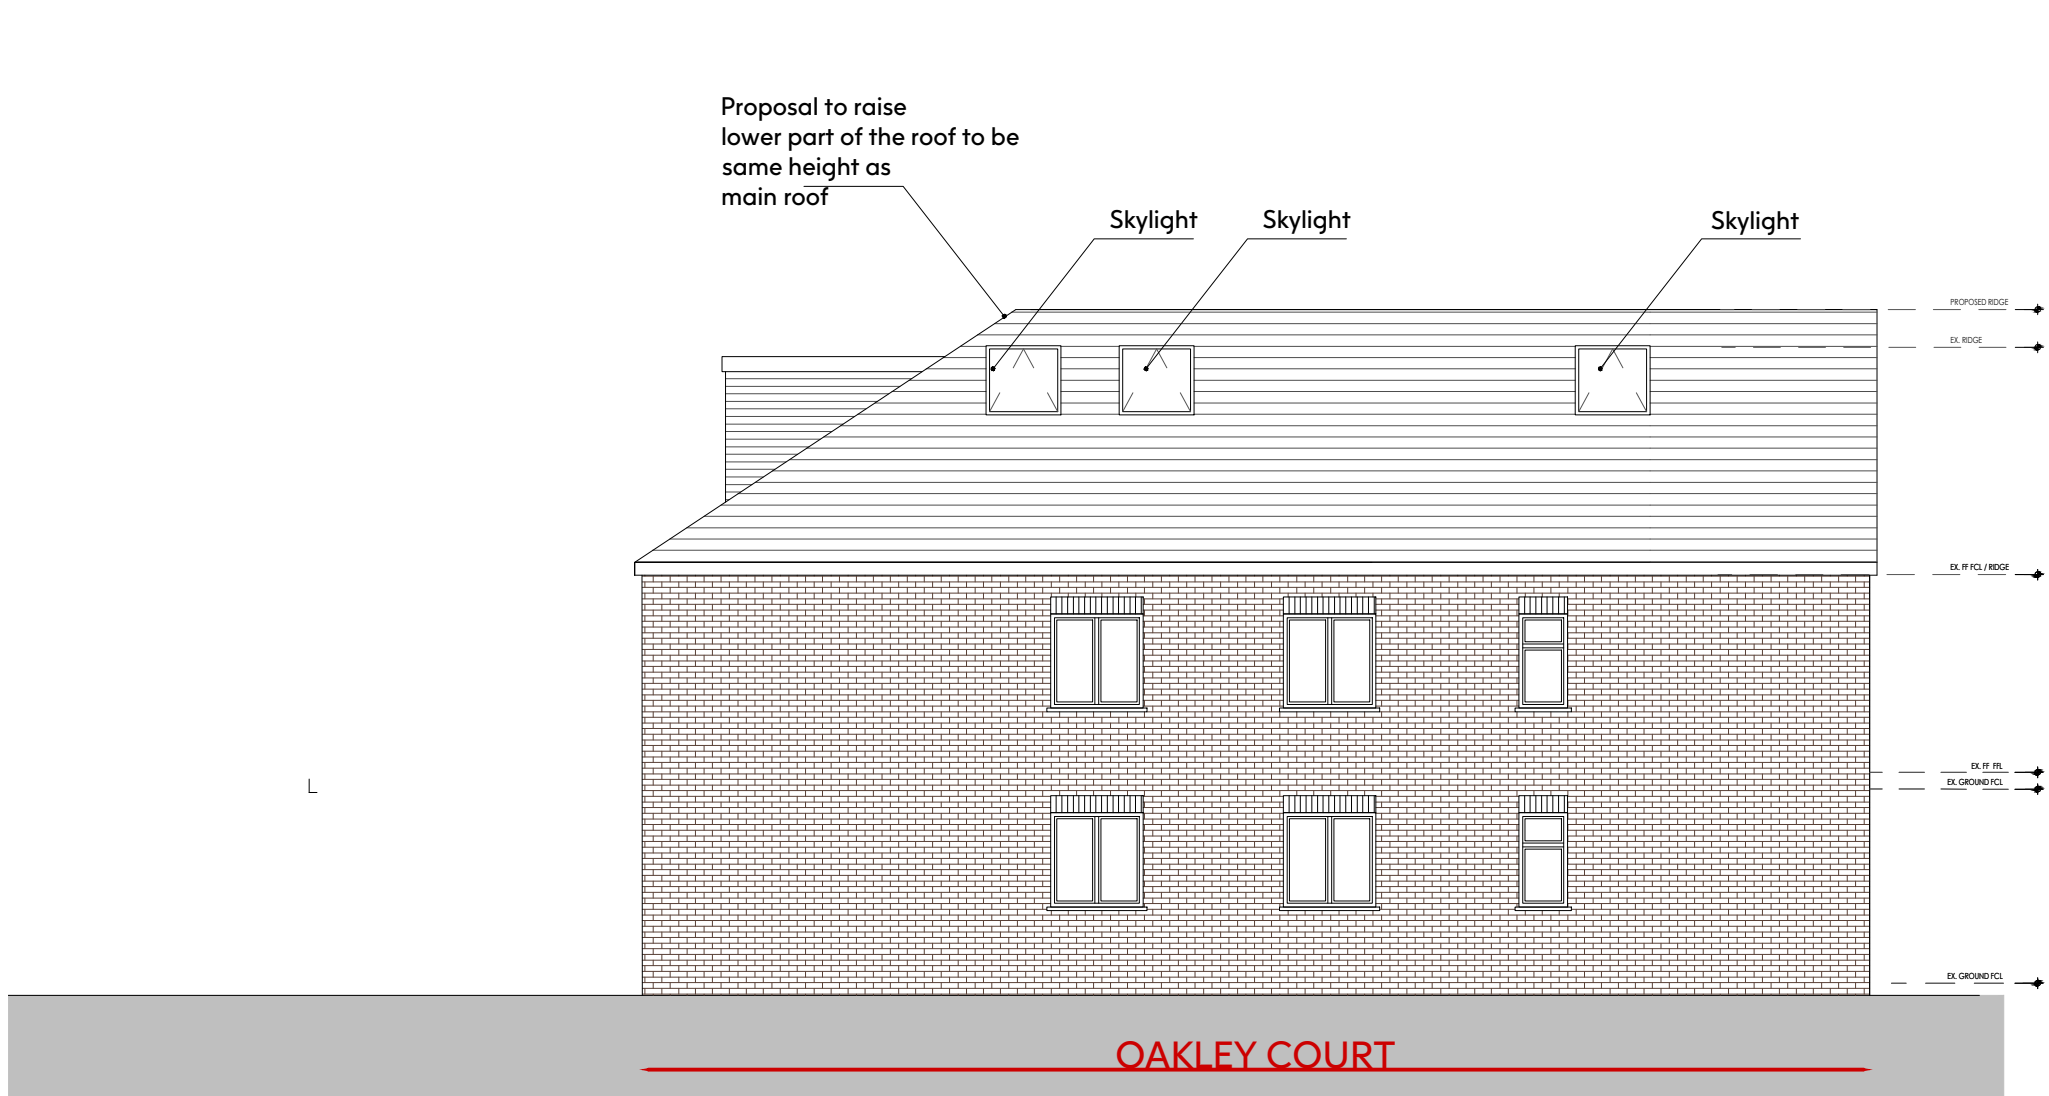 Proposal to raise
lower part of the roof to be
same height as
main roof
Skylight
Skylight
Skylight
PROPOSED RIDGE
EX. RIDGE
EX. FF FCL / RIDGE
EX. FF FFL
EX. GROUND FCL
L
EX. GROUND FCL
OAKLEY COURT